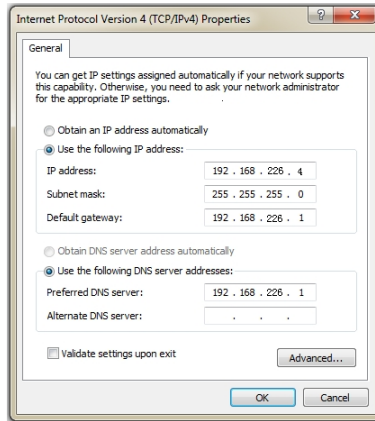 Internet Protocol Version 4 (TCP/IPv4) Properties
General
You can get IP settings assigned automatically if your network supports
this capability. Otherwise, you need to ask your network administrator
for the appropriate IP settings.
Obtain an IP address automatically
Use the following IP address:
IP address: 192 . 168 . 226 . 4
Subnet mask: 255 . 255 . 255 . 0
Default gateway: 192 . 168 . 226 . 1
Obtain DNS server address automatically
Use the following DNS server addresses:
Preferred DNS server: 192 . 168 . 226 . 1
Alternate DNS server: . . .
Validate settings upon exit
Advanced...
OK Cancel